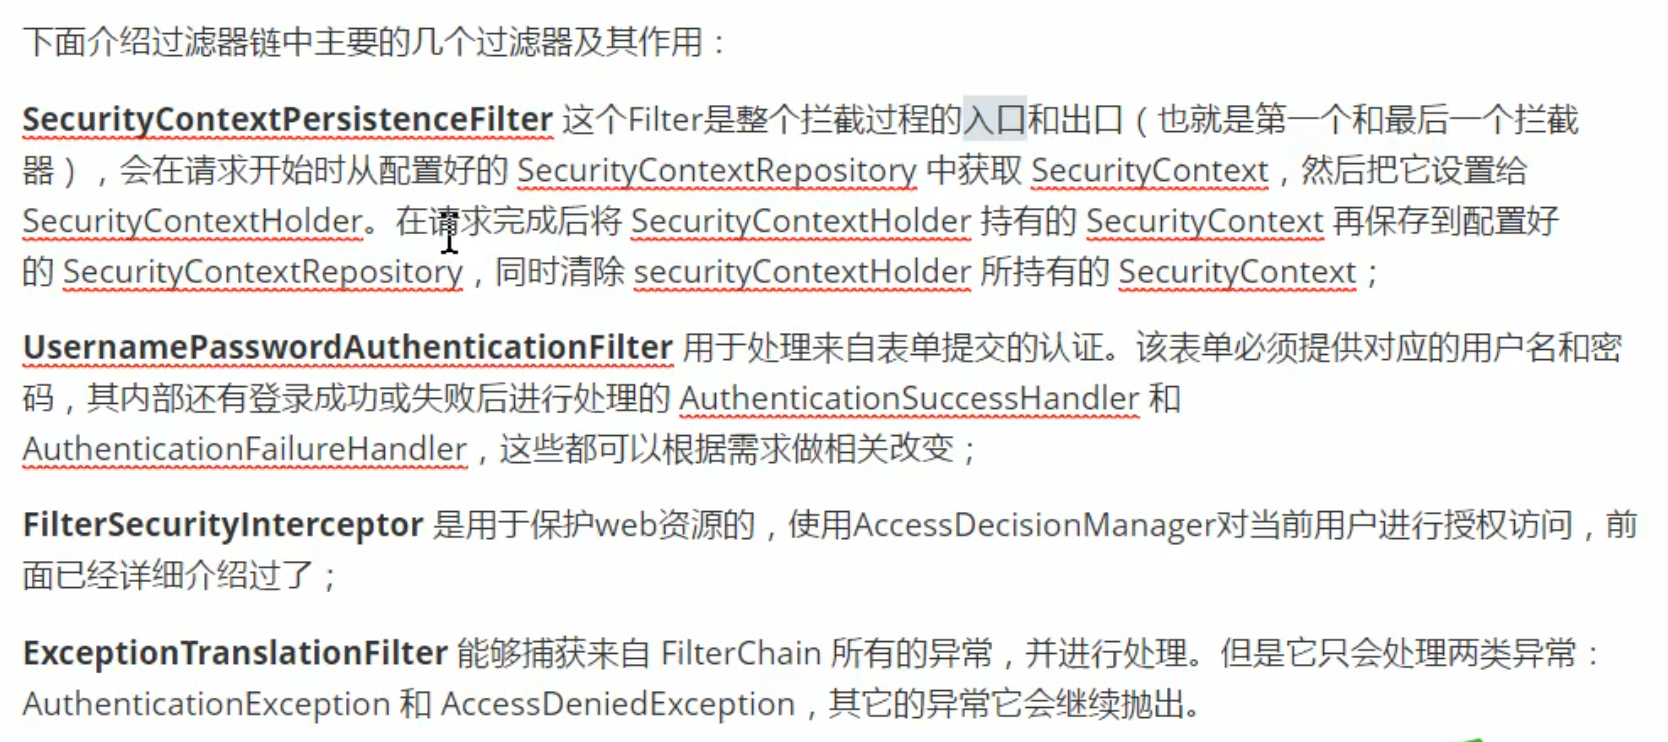 下面介绍过滤器链中主要的几个过滤器及其作用：
SecurityContextPersistenceFilter 这个Filter是整个拦截过程的入口和出口（也就是第一个和最后一个拦截
器），会在请求开始时从配置好的 SecurityContextRepository 中获取 SecurityContext，然后把它设置给
SecurityContextHolder。在请求完成后将 SecurityContextHolder 持有的 SecurityContext 再保存到配置好
的 SecurityContextRepository，同时清除 securityContextHolder 所持有的 SecurityContext；
UsernamePasswordAuthenticationFilter 用于处理来自表单提交的认证。该表单必须提供对应的用户名和密
码，其内部还有登录成功或失败后进行处理的 AuthenticationSuccessHandler 和
AuthenticationFailureHandler，这些都可以根据需求做相关改变；
FilterSecurityInterceptor 是用于保护web资源的，使用AccessDecisionManager对当前用户进行授权访问，前
面已经详细介绍过了；
ExceptionTranslationFilter 能够捕获来自 FilterChain 所有的异常，并进行处理。但是它只会处理两类异常：
AuthenticationException 和 AccessDeniedException，其它的异常它会继续抛出。